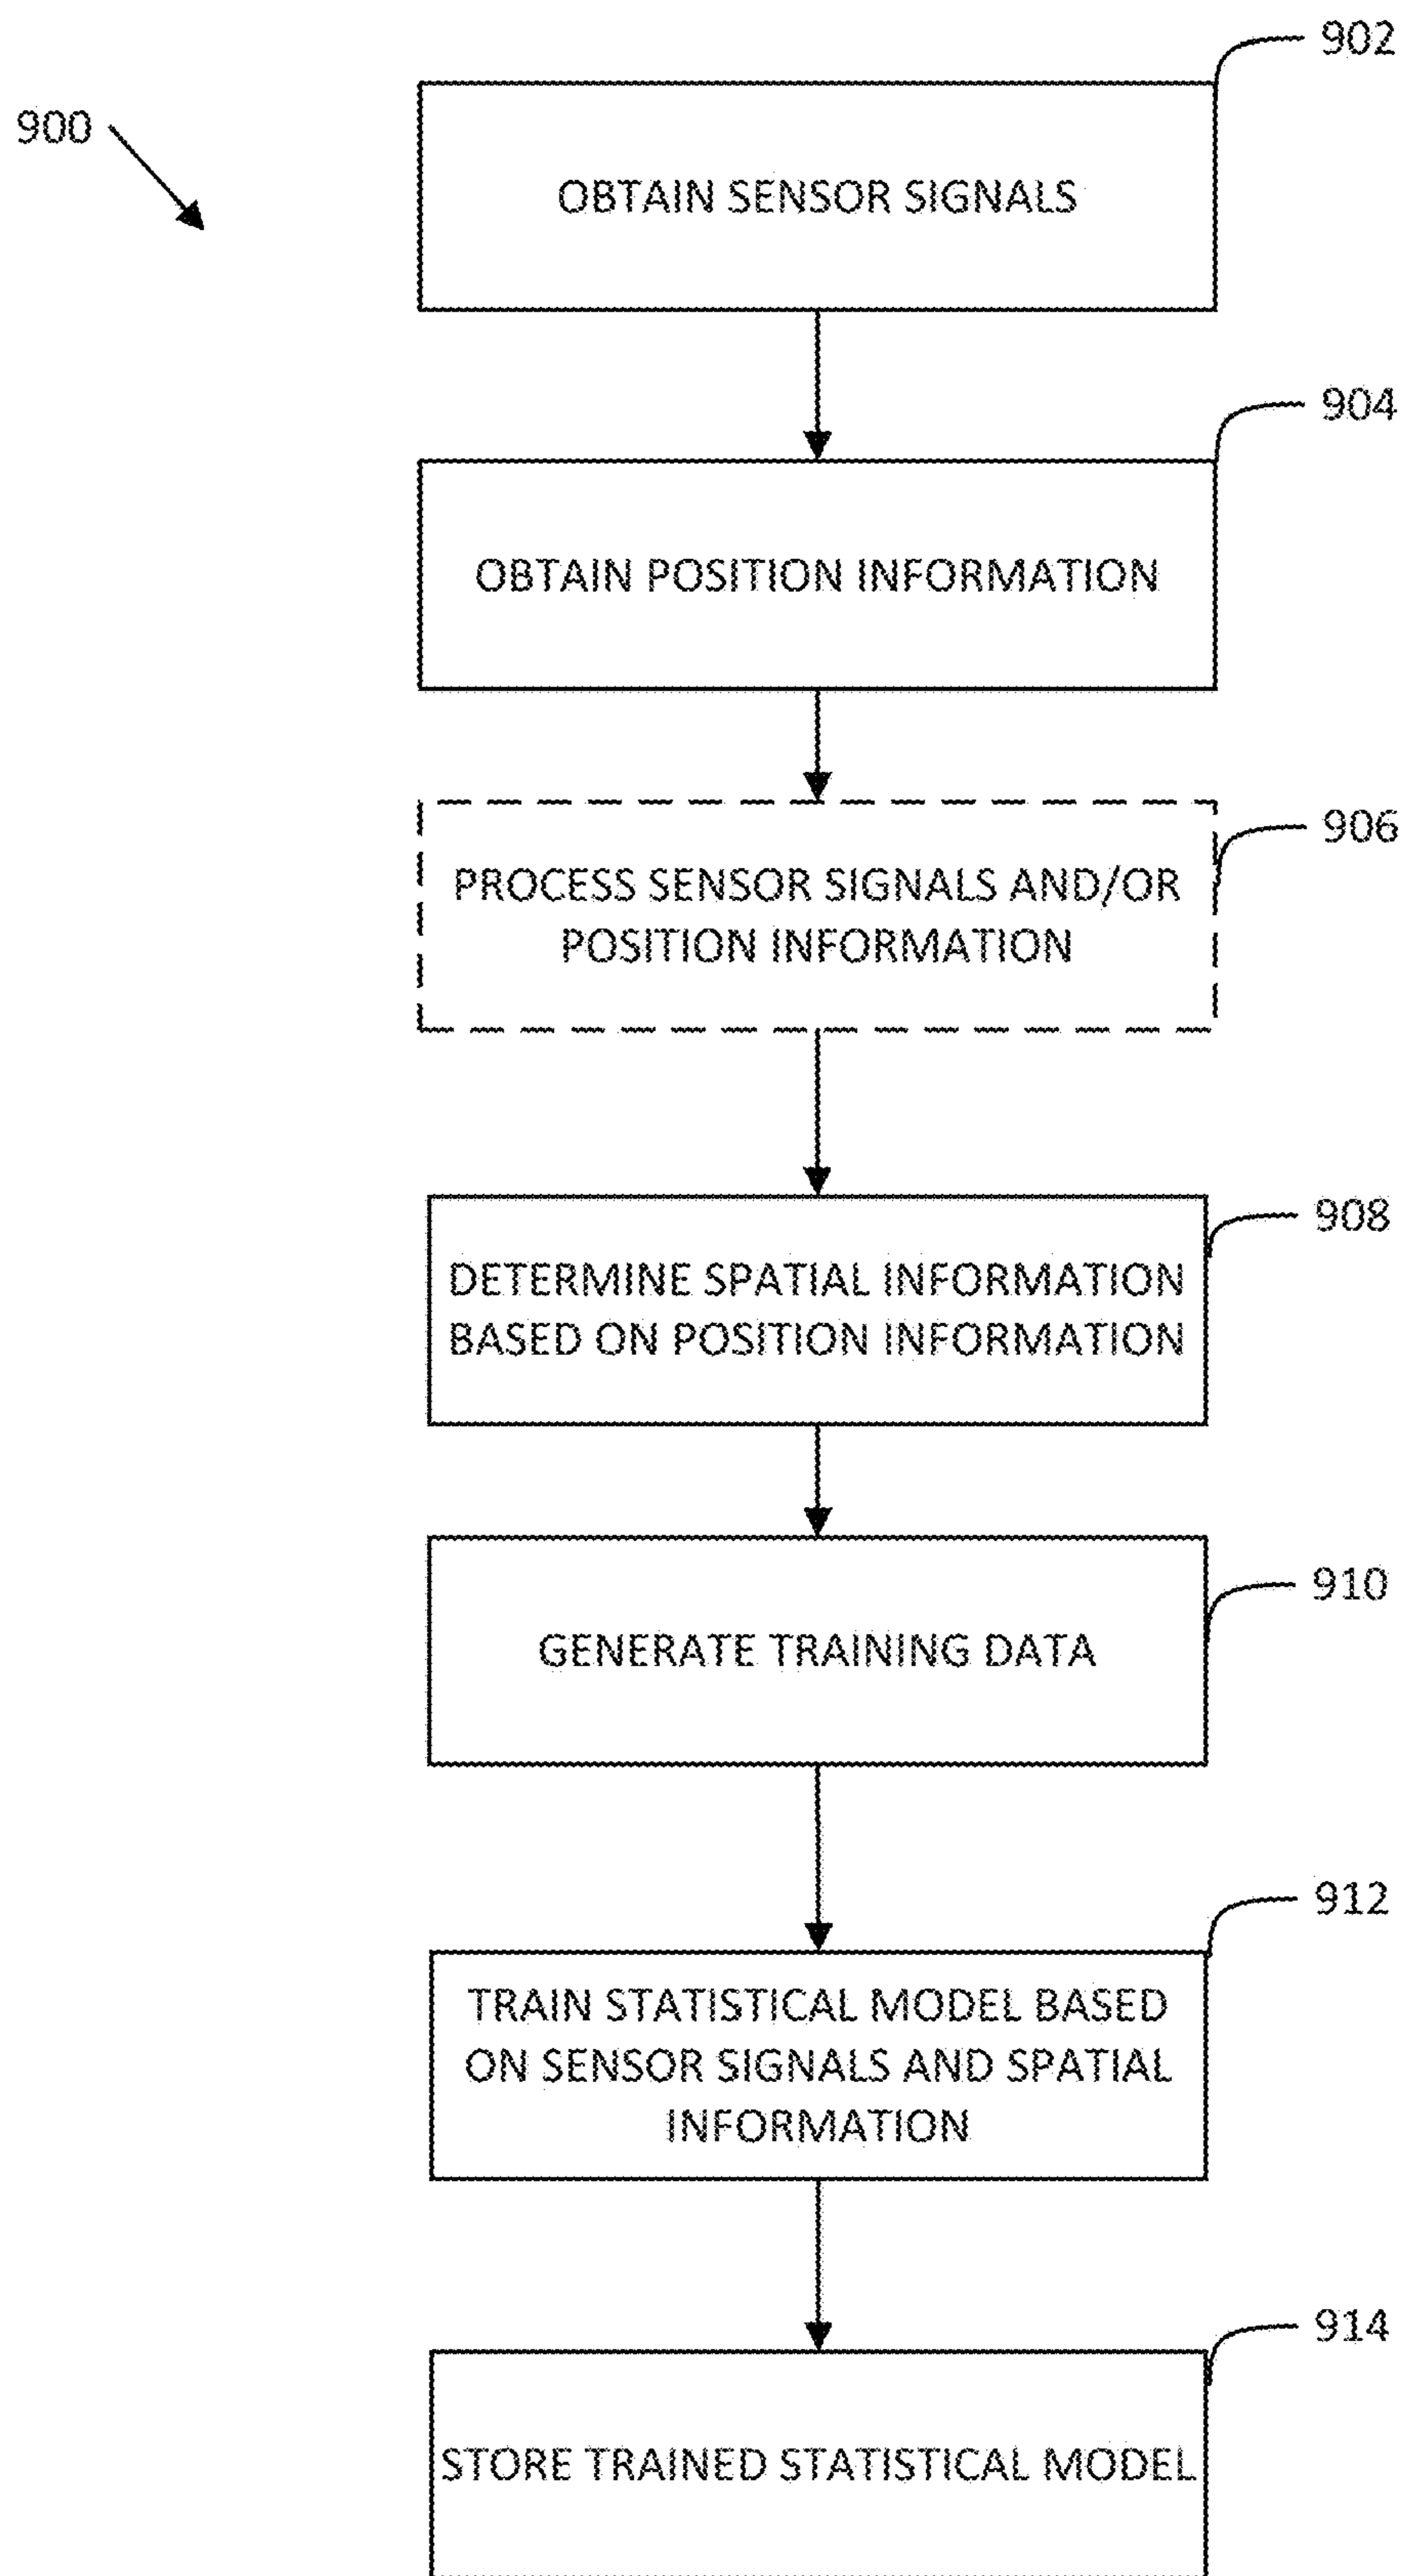 902
900
OBTAIN SENSOR SIGNALS
904
OBTAIN POSITION INFORMATION
906
PROCESS SENSOR SIGNALS AND/OR
POSITION INFORMATION
908
DETERMINE SPATIAL INFORMATION
BASED ON POSITION INFORMATION
910
GENERATE TRAINING DATA
912
TRAIN STATISTICAL MODEL BASED
ON SENSOR SIGNALS AND SPATIAL
INFORMATION
914
STORE TRAINED STATISTICAL MODEL